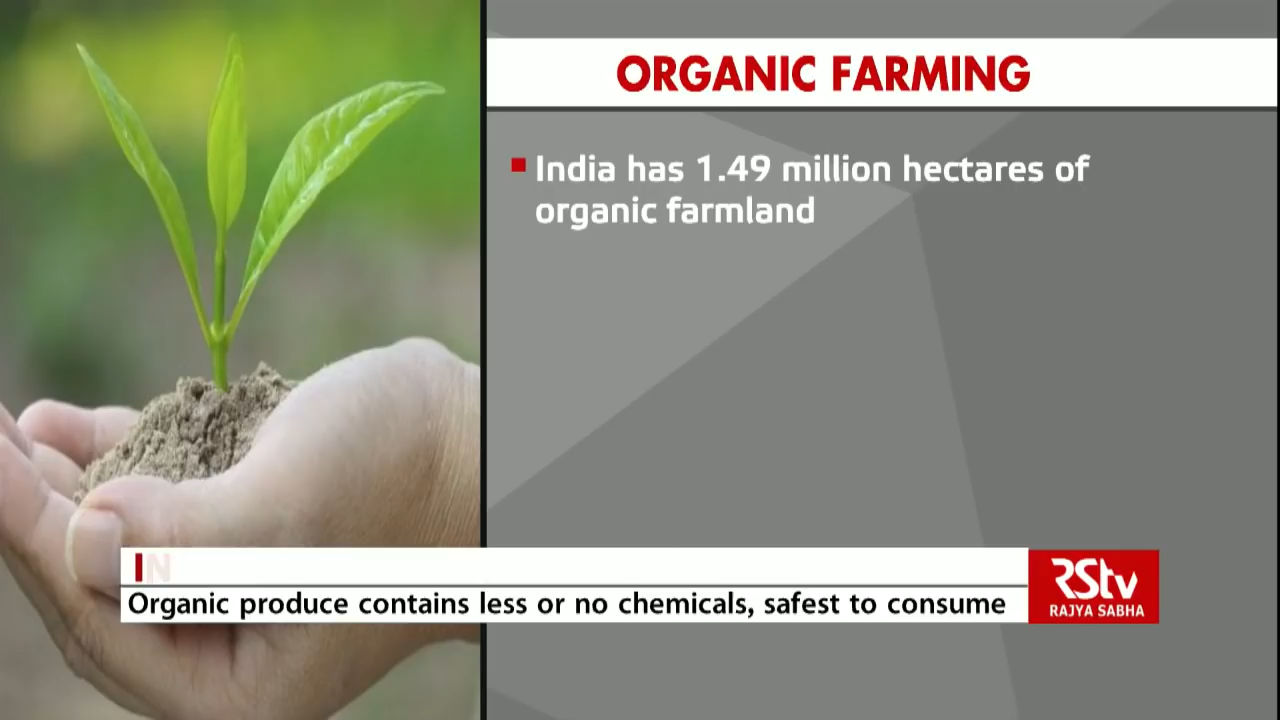 ORGANIC FARMING
India has 1.49 million hectares of
organic farmland
IN
Organic produce contains less or no chemicals, safest to consume
RStv
RAJYA SABHA